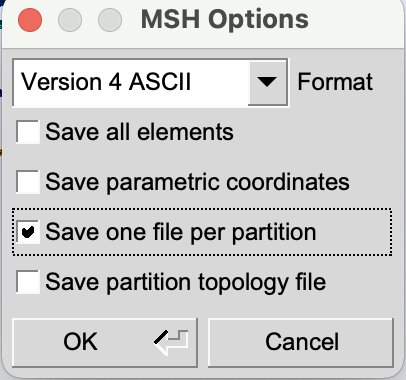 MSH Options
Version 4 ASCII Format
Save all elements
Save parametric coordinates
Save one file per partition
Save partition topology file
OK Cancel